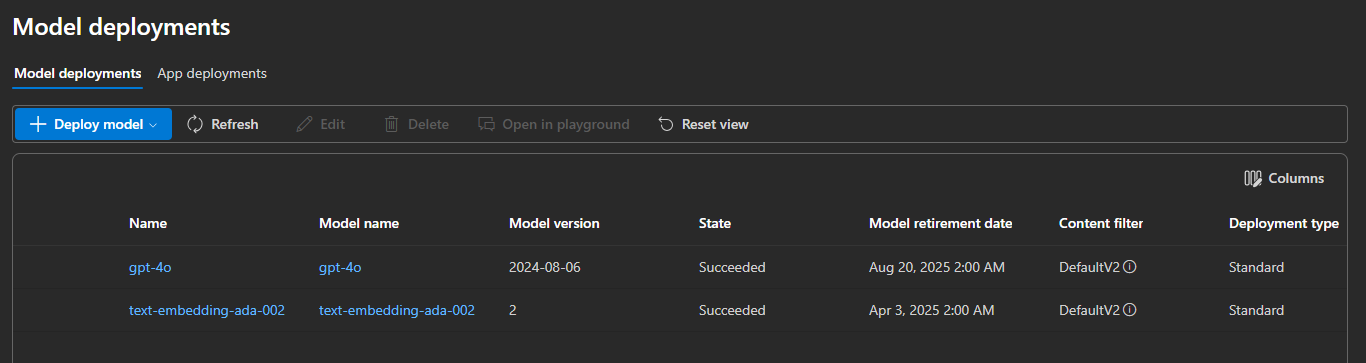 Model deployments
Model deployments App deployments
Deploy model Refresh Edit Delete Open in playground Reset view
Columns
Name Model name Model version State Model retirement date Content filter Deployment type
gpt-4o gpt-4o 2024-08-06 Succeeded Aug 20, 2025 2:00 AM DefaultV2 Standard
text-embedding-ada-002 text-embedding-ada-002 2 Succeeded Apr 3, 2025 2:00 AM DefaultV2 Standard